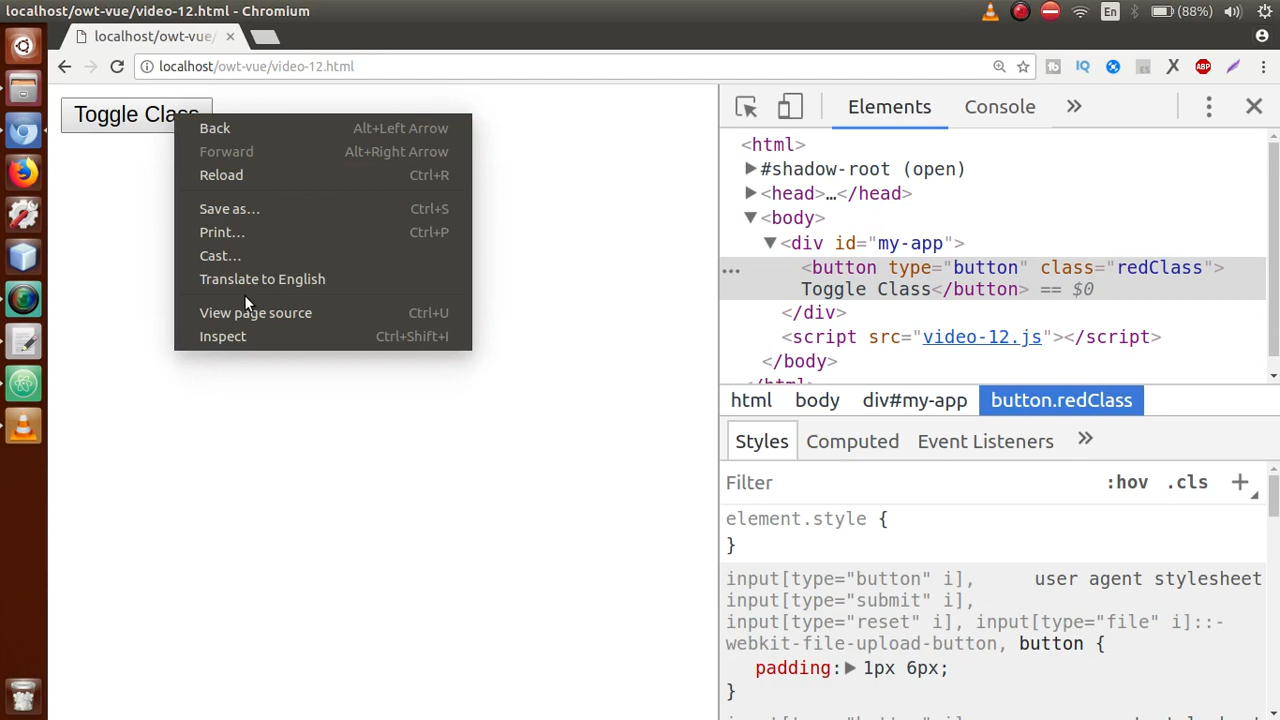 localhost/owt-vue/video-12.html - Chromium
En
(88%)
localhost/owt-vue/
localhost/owt-vue/video-12.html
IQ
ABP
Toggle Class
Back Alt+Left Arrow
Forward Alt+Right Arrow
Reload Ctrl+R
Save as... Ctrl+S
Print... Ctrl+P
Cast...
Translate to English
View page source Ctrl+U
Inspect Ctrl+Shift+I
Elements Console »
<html>
▶#shadow-root (open)
▶<head>…</head>
▼<body>
▼<div id="my-app">
... <button type="button" class="redClass">
Toggle Class</button> == $0
</div>
<script src="video-12.js"></script>
</body>
</html>
html body div#my-app button.redClass
Styles Computed Event Listeners »
Filter :hov .cls +
element.style {
}
input[type="button" i], user agent stylesheet
input[type="submit" i],
input[type="reset" i], input[type="file" i]::-
webkit-file-upload-button, button {
padding:▶1px 6px;
}